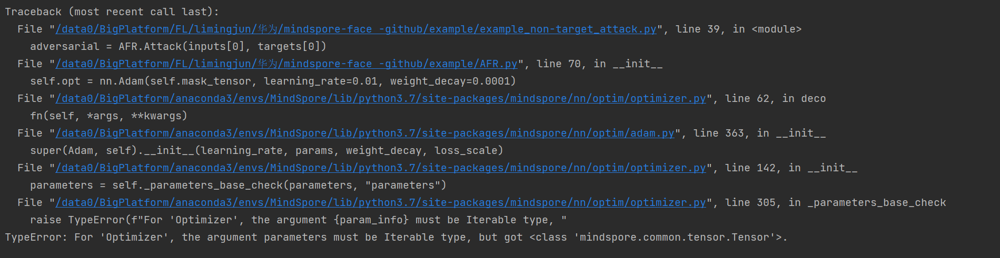 Traceback (most recent call last):
  File "/data0/BigPlatform/FL/limingjun/华为/mindspore-face -github/example/example_non-target_attack.py", line 39, in <module>
    adversarial = AFR.Attack(inputs[0], targets[0])
  File "/data0/BigPlatform/FL/limingjun/华为/mindspore-face -github/example/AFR.py", line 70, in __init__
    self.opt = nn.Adam(self.mask_tensor, learning_rate=0.01, weight_decay=0.0001)
  File "/data0/BigPlatform/anaconda3/envs/MindSpore/lib/python3.7/site-packages/mindspore/nn/optim/optimizer.py", line 62, in deco
    fn(self, *args, **kwargs)
  File "/data0/BigPlatform/anaconda3/envs/MindSpore/lib/python3.7/site-packages/mindspore/nn/optim/adam.py", line 363, in __init__
    super(Adam, self).__init__(learning_rate, params, weight_decay, loss_scale)
  File "/data0/BigPlatform/anaconda3/envs/MindSpore/lib/python3.7/site-packages/mindspore/nn/optim/optimizer.py", line 142, in __init__
    parameters = self._parameters_base_check(parameters, "parameters")
  File "/data0/BigPlatform/anaconda3/envs/MindSpore/lib/python3.7/site-packages/mindspore/nn/optim/optimizer.py", line 305, in _parameters_base_check
    raise TypeError(f"For 'Optimizer', the argument {param_info} must be Iterable type, "
TypeError: For 'Optimizer', the argument parameters must be Iterable type, but got <class 'mindspore.common.tensor.Tensor'>.